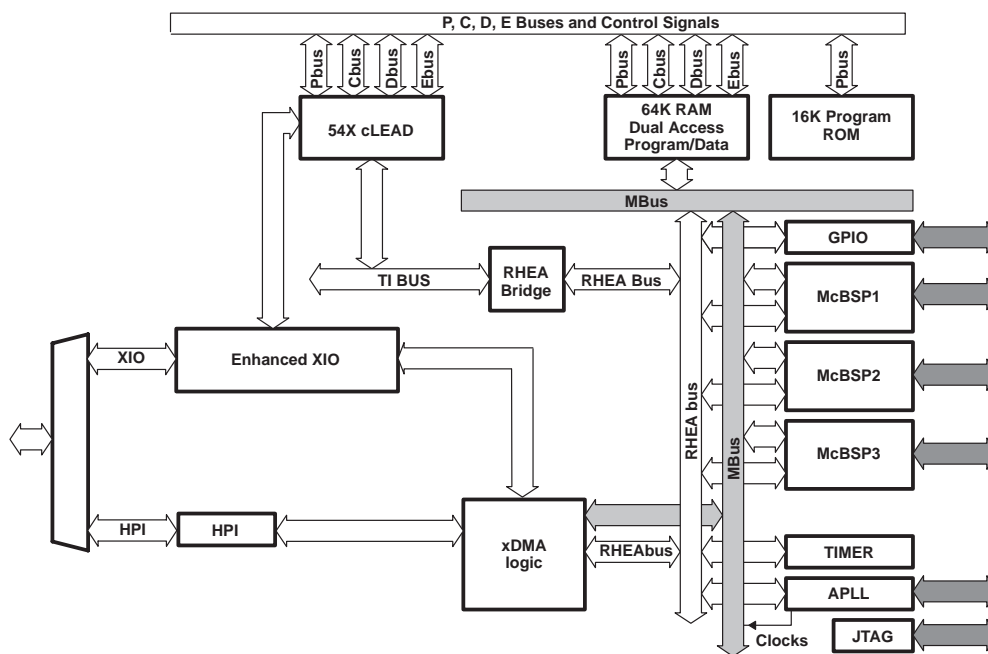 P, C, D, E Buses and Control Signals
Pbus
Cbus
Dbus
Ebus
Pbus
Cbus
Dbus
Ebus
Pbus
54X cLEAD
64K RAM
Dual Access
Program/Data
16K Program
ROM
MBus
GPIO
TI BUS
RHEA
Bridge
RHEA Bus
McBSP1
XIO
Enhanced XIO
McBSP2
RHEA bus
MBus
McBSP3
HPI
HPI
xDMA
logic
RHEAbus
TIMER
APLL
Clocks
JTAG